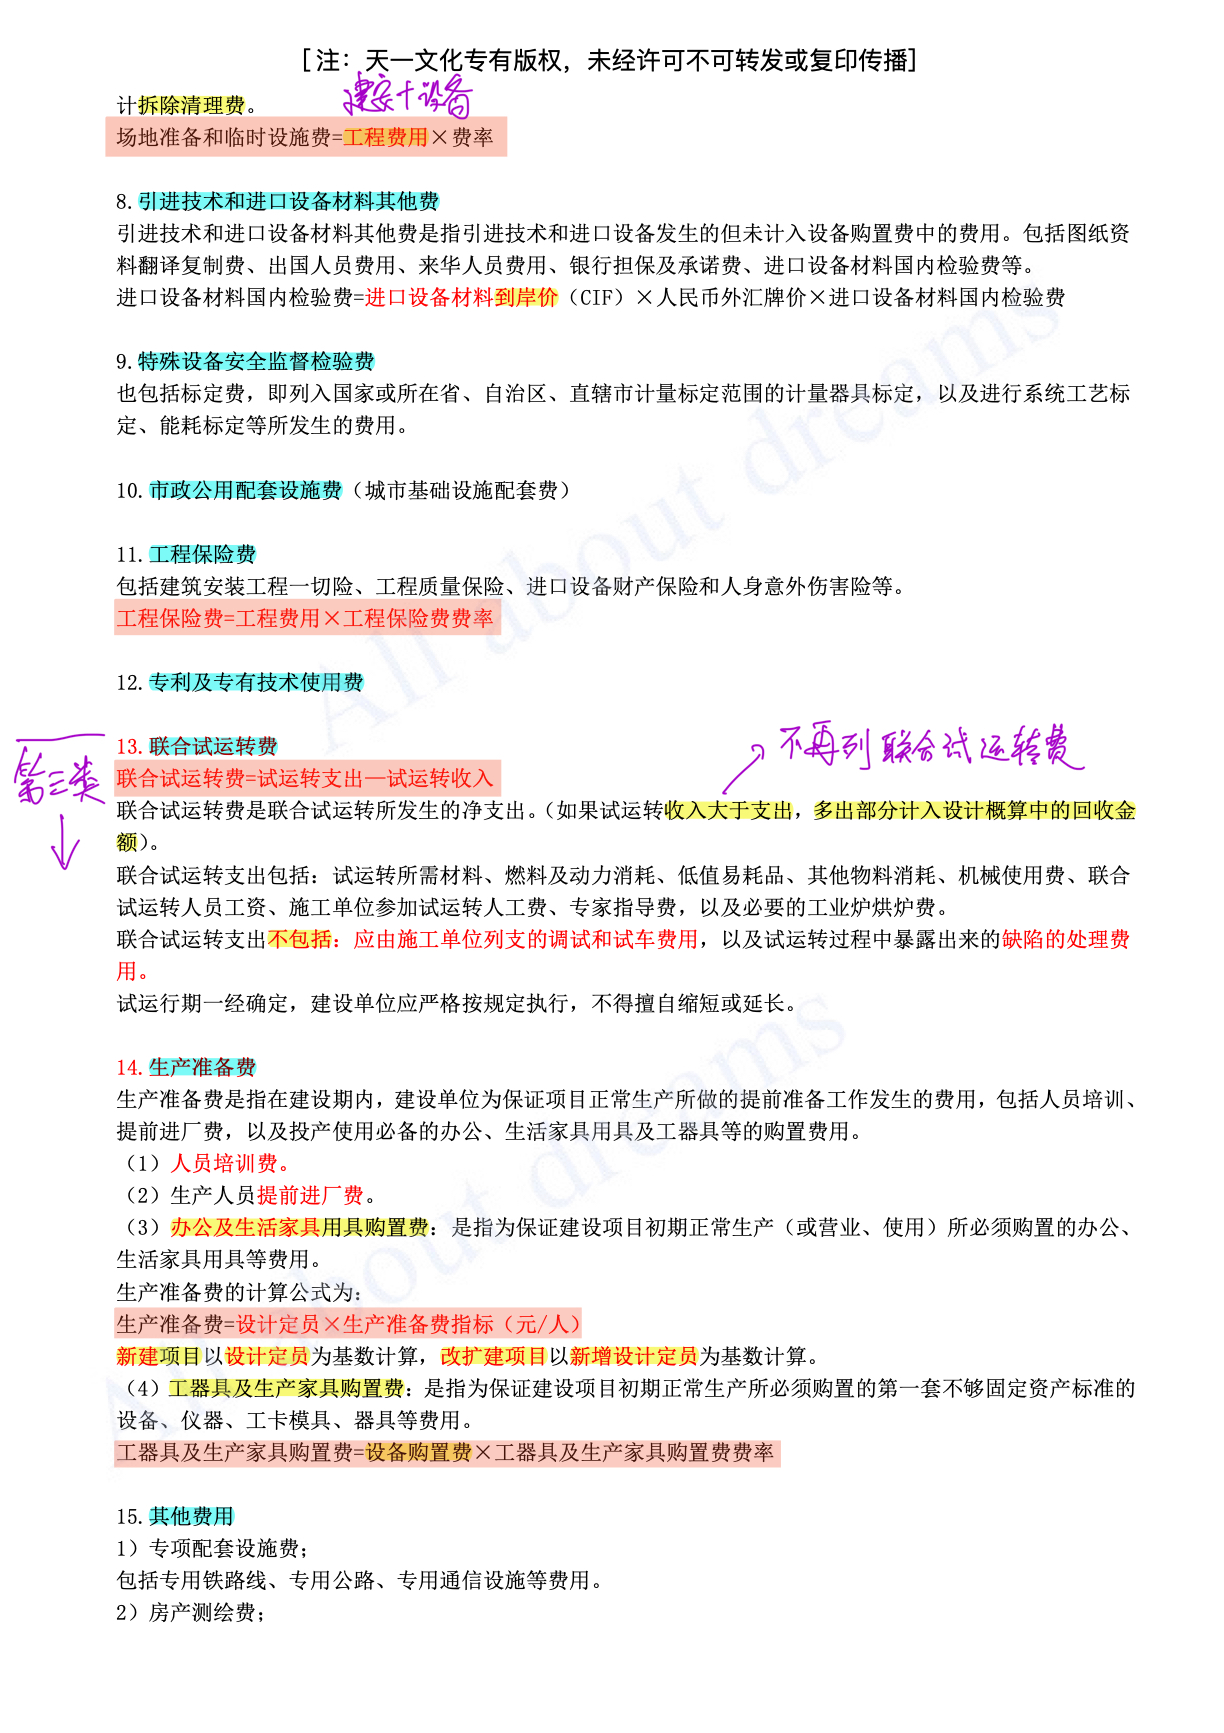 [注：天一文化专有版权，未经许可不可转发或复印传播]
建安+设备
计拆除清理费。
场地准备和临时设施费=工程费用×费率
8.引进技术和进口设备材料其他费
引进技术和进口设备材料其他费是指引进技术和进口设备发生的但未计入设备购置费中的费用。包括图纸资
料翻译复制费、出国人员费用、来华人员费用、银行担保及承诺费、进口设备材料国内检验费等。
进口设备材料国内检验费=进口设备材料到岸价（CIF）×人民币外汇牌价×进口设备材料国内检验费
9.特殊设备安全监督检验费
也包括标定费，即列入国家或所在省、自治区、直辖市计量标定范围的计量器具标定，以及进行系统工艺标
定、能耗标定等所发生的费用。
10.市政公用配套设施费（城市基础设施配套费）
11.工程保险费
包括建筑安装工程一切险、工程质量保险、进口设备财产保险和人身意外伤害险等。
工程保险费=工程费用×工程保险费费率
12.专利及专有技术使用费
不再列联合试运转费
第三类
13.联合试运转费
联合试运转费=试运转支出—试运转收入
联合试运转费是联合试运转所发生的净支出。（如果试运转收入大于支出，多出部分计入设计概算中的回收金
额）。
联合试运转支出包括：试运转所需材料、燃料及动力消耗、低值易耗品、其他物料消耗、机械使用费、联合
试运转人员工资、施工单位参加试运转人工费、专家指导费，以及必要的工业炉烘炉费。
联合试运转支出不包括：应由施工单位列支的调试和试车费用，以及试运转过程中暴露出来的缺陷的处理费
用。
试运行期一经确定，建设单位应严格按规定执行，不得擅自缩短或延长。
14.生产准备费
生产准备费是指在建设期内，建设单位为保证项目正常生产所做的提前准备工作发生的费用，包括人员培训、
提前进厂费，以及投产使用必备的办公、生活家具用具及工器具等的购置费用。
（1）人员培训费。
（2）生产人员提前进厂费。
（3）办公及生活家具用具购置费：是指为保证建设项目初期正常生产（或营业、使用）所必须购置的办公、
生活家具用具等费用。
生产准备费的计算公式为：
生产准备费=设计定员×生产准备费指标（元/人）
新建项目以设计定员为基数计算，改扩建项目以新增设计定员为基数计算。
（4）工器具及生产家具购置费：是指为保证建设项目初期正常生产所必须购置的第一套不够固定资产标准的
设备、仪器、工卡模具、器具等费用。
工器具及生产家具购置费=设备购置费×工器具及生产家具购置费费率
15.其他费用
1）专项配套设施费；
包括专用铁路线、专用公路、专用通信设施等费用。
2）房产测绘费；
All about dreams
All about dreams